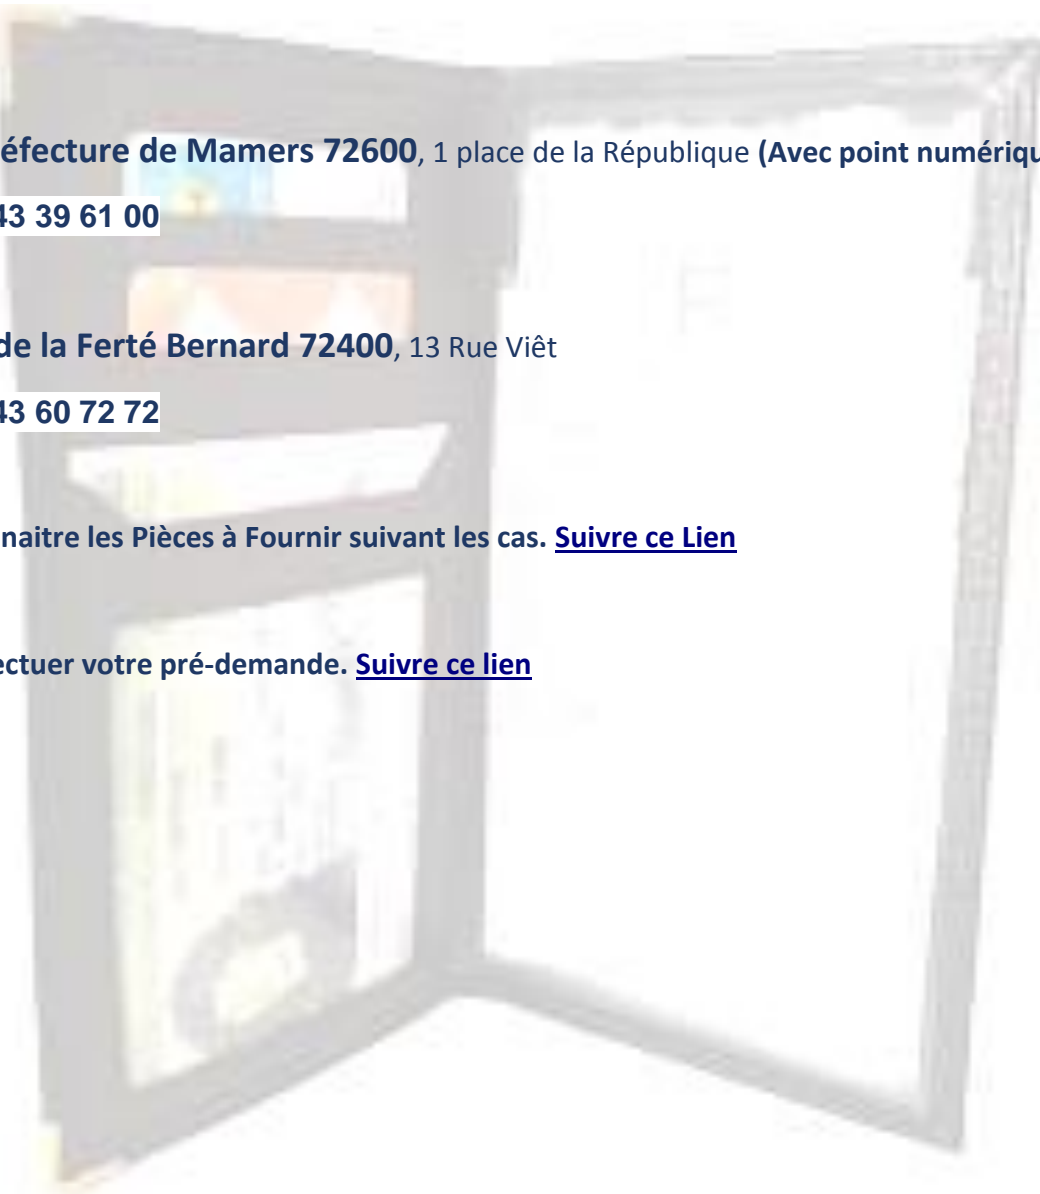 éfecture de Mamers 72600, 1 place de la République (Avec point numériqu
43 39 61 00
de la Ferté Bernard 72400, 13 Rue Viêt
43 60 72 72
naitre les Pièces à Fournir suivant les cas. Suivre ce Lien
ectuer votre pré-demande. Suivre ce lien